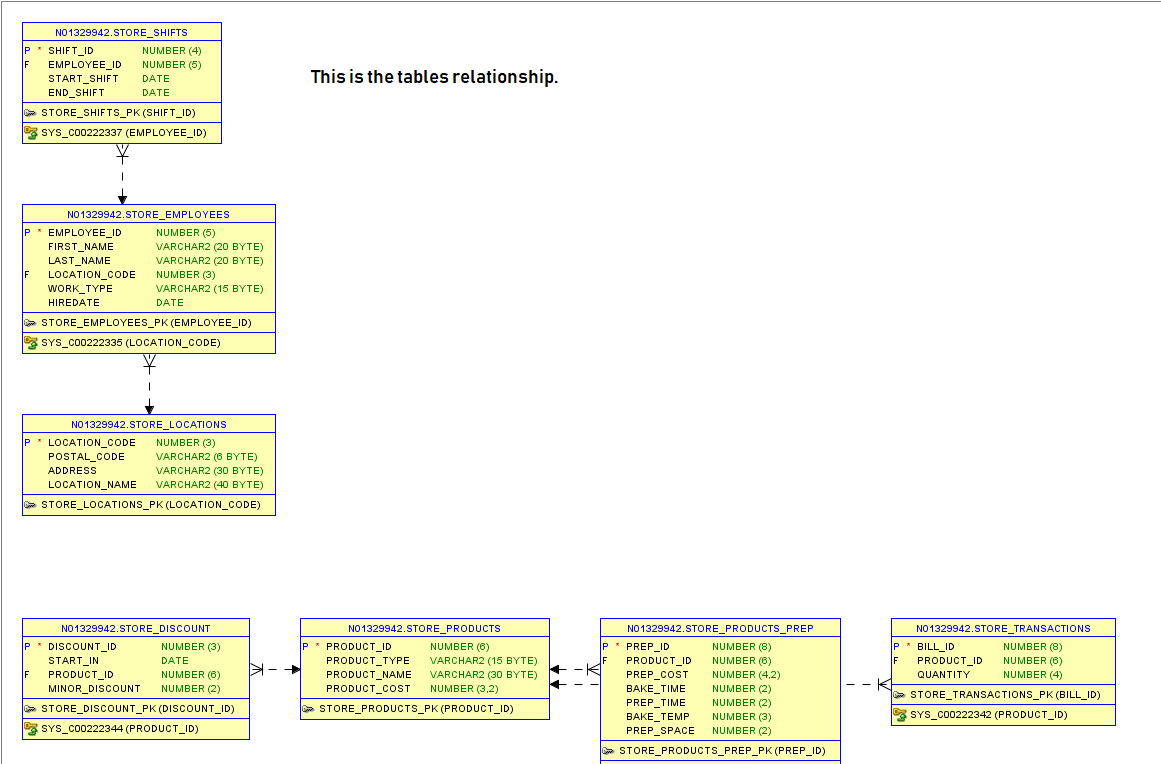 N01329942.STORE_SHIFTS
P * SHIFT_ID NUMBER (4)
F EMPLOYEE_ID NUMBER (5)
START_SHIFT DATE
END_SHIFT DATE
STORE_SHIFTS_PK (SHIFT_ID)
SYS_C00222337 (EMPLOYEE_ID)
This is the tables relationship.
N01329942.STORE_EMPLOYEES
P * EMPLOYEE_ID NUMBER (5)
FIRST_NAME VARCHAR2 (20 BYTE)
LAST_NAME VARCHAR2 (20 BYTE)
F LOCATION_CODE NUMBER (3)
WORK_TYPE VARCHAR2 (15 BYTE)
HIREDATE DATE
STORE_EMPLOYEES_PK (EMPLOYEE_ID)
SYS_C00222335 (LOCATION_CODE)
N01329942.STORE_LOCATIONS
P * LOCATION_CODE NUMBER (3)
POSTAL_CODE VARCHAR2 (6 BYTE)
ADDRESS VARCHAR2 (30 BYTE)
LOCATION_NAME VARCHAR2 (40 BYTE)
STORE_LOCATIONS_PK (LOCATION_CODE)
N01329942.STORE_DISCOUNT
P * DISCOUNT_ID NUMBER (3)
START_IN DATE
F PRODUCT_ID NUMBER (6)
MINOR_DISCOUNT NUMBER (2)
STORE_DISCOUNT_PK (DISCOUNT_ID)
SYS_C00222344 (PRODUCT_ID)
N01329942.STORE_PRODUCTS
P * PRODUCT_ID NUMBER (6)
PRODUCT_TYPE VARCHAR2 (15 BYTE)
PRODUCT_NAME VARCHAR2 (30 BYTE)
PRODUCT_COST NUMBER (3,2)
STORE_PRODUCTS_PK (PRODUCT_ID)
N01329942.STORE_PRODUCTS_PREP
P * PREP_ID NUMBER (8)
F PRODUCT_ID NUMBER (6)
PREP_COST NUMBER (4,2)
BAKE_TIME NUMBER (2)
PREP_TIME NUMBER (2)
BAKE_TEMP NUMBER (3)
PREP_SPACE NUMBER (2)
STORE_PRODUCTS_PREP_PK (PREP_ID)
N01329942.STORE_TRANSACTIONS
P * BILL_ID NUMBER (8)
F PRODUCT_ID NUMBER (6)
QUANTITY NUMBER (4)
STORE_TRANSACTIONS_PK (BILL_ID)
SYS_C00222342 (PRODUCT_ID)